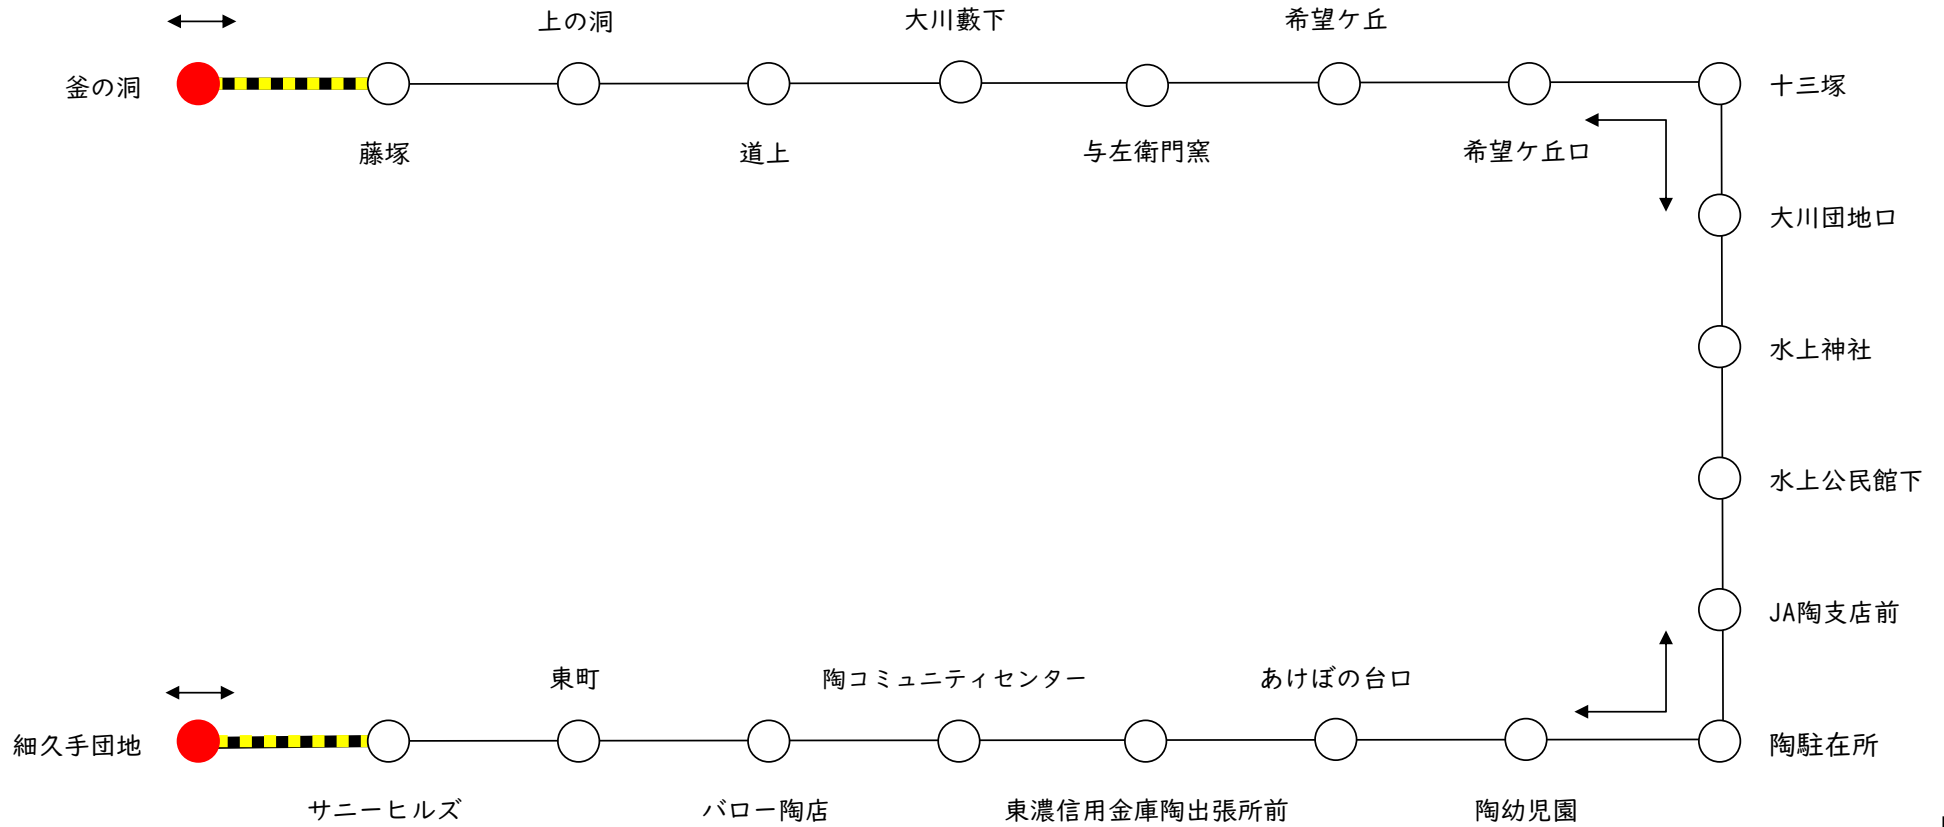 上の洞
大川藪下
希望ケ丘
釜の洞
十三塚
藤塚
道上
与左衛門窯
希望ケ丘口
大川団地口
水上神社
水上公民館下
JA陶支店前
東町
陶コミュニティセンター
あけぼの台口
細久手団地
陶駐在所
サニーヒルズ
バロー陶店
東濃信用金庫陶出張所前
陶幼児園